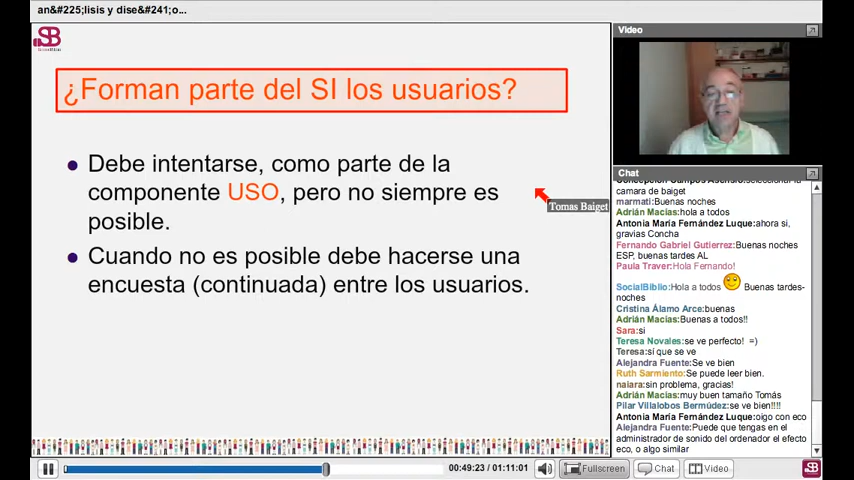 an&#225;lisis y dise&#241;o...
SB
¿Forman parte del SI los usuarios?
Debe intentarse, como parte de la
componente USO, pero no siempre es
posible.
Cuando no es posible debe hacerse una
encuesta (continuada) entre los usuarios.
Tomas Baiget
Video
Chat
camara de baiget
marmati:Buenas noches
Adrián Macías:hola a todos
Antonia María Fernández Luque:ahora si,
gravias Concha
Fernando Gabriel Gutierrez:Buenas noches
ESP, buenas tardes AL
Paula Traver:Hola Fernando!
SocialBiblio:Hola a todos Buenas tardes-
noches
Cristina Álamo Arce:buenas
Adrián Macías:Buenas a todos!!
Sara:si
Teresa Novales:se ve perfecto! =)
Teresa:sí que se ve
Alejandra Fuente:Se ve bien
Ruth Sarmiento:Se puede leer bien.
naiara:sin problema, gracias!
Adrián Macías:muy buen tamaño Tomás
Pilar Villalobos Bermúdez:se ve bien!!!!
Antonia María Fernández Luque:oigo con eco
Alejandra Fuente:Puede que tengas en el
administrador de sonido del ordenador el efecto
eco, o algo similar
00:49:23 / 01:11:01
Fullscreen
Chat
Video
SB